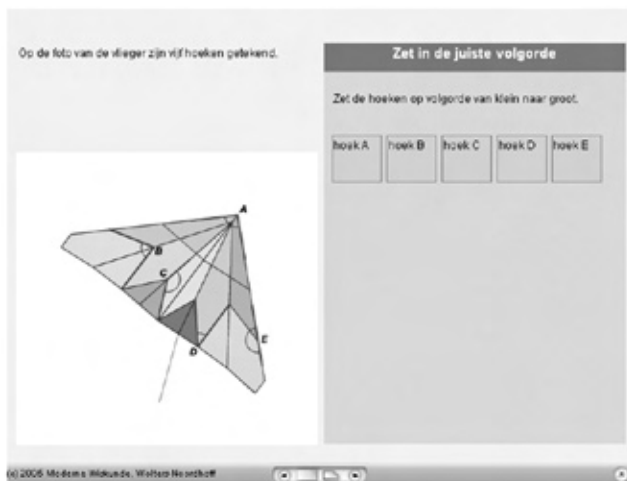 Op de foto van de vlieger zijn vijf hoeken getekend.
Zet in de juiste volgorde
Zet de hoeken op volgorde van klein naar groot.
hoek A hoek B hoek C hoek D hoek E
A
B
C
E
D
(c) 2006 Moderne Wiskunde, Wolters-Noordhoff